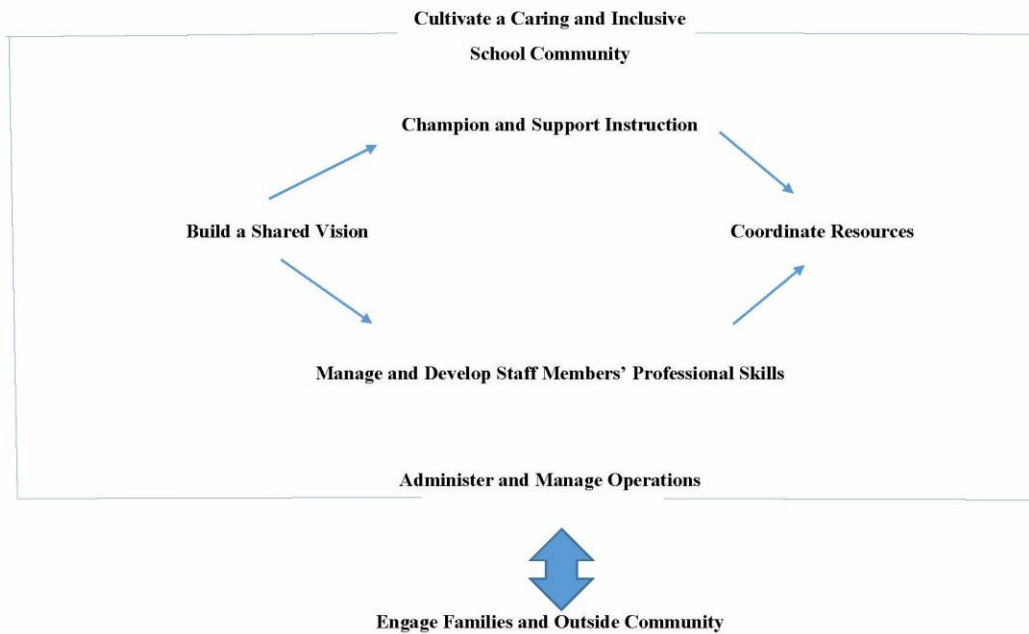 Cultivate a Caring and Inclusive
School Community
Champion and Support Instruction
Build a Shared Vision
Coordinate Resources
Manage and Develop Staff Members’ Professional Skills
Administer and Manage Operations
Engage Families and Outside Community